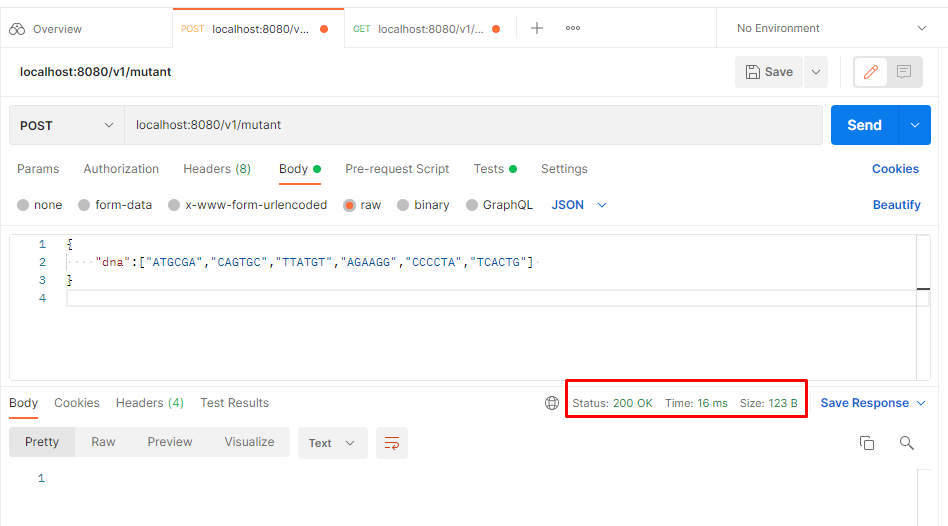 Overview POST localhost:8080/v... GET localhost:8080/v1/... + ••• No Environment
localhost:8080/v1/mutant Save
POST localhost:8080/v1/mutant Send
Params Authorization Headers (8) Body Pre-request Script Tests Settings Cookies
none form-data x-www-form-urlencoded raw binary GraphQL JSON Beautify
1 {
2 ····"dna":["ATGCGA","CAGTGC","TTATGT","AGAAGG","CCCCTA","TCACTG"]·
3 }
4
Body Cookies Headers (4) Test Results Status: 200 OK Time: 16 ms Size: 123 B Save Response
Pretty Raw Preview Visualize Text
1